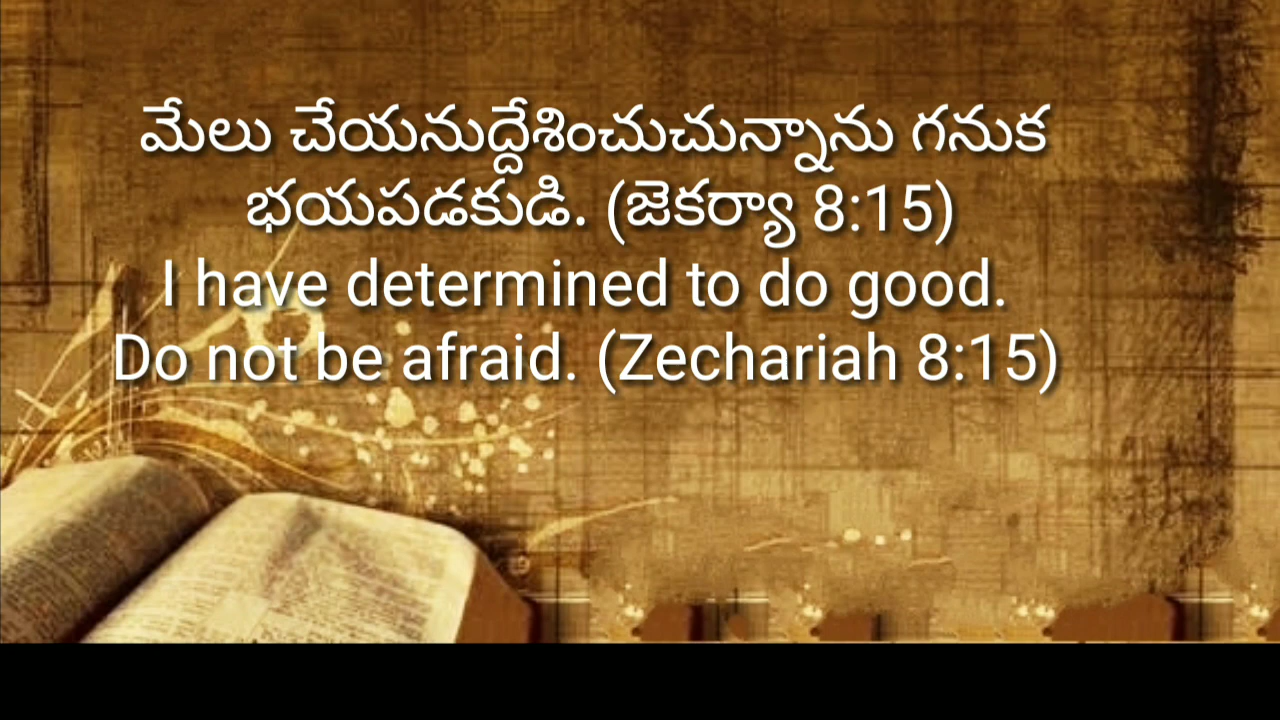 మేలు చేయనుద్దేశించుచున్నాను గనుక
భయపడకుడి. (జెకర్యా 8:15)
I have determined to do good.
Do not be afraid. (Zechariah 8:15)